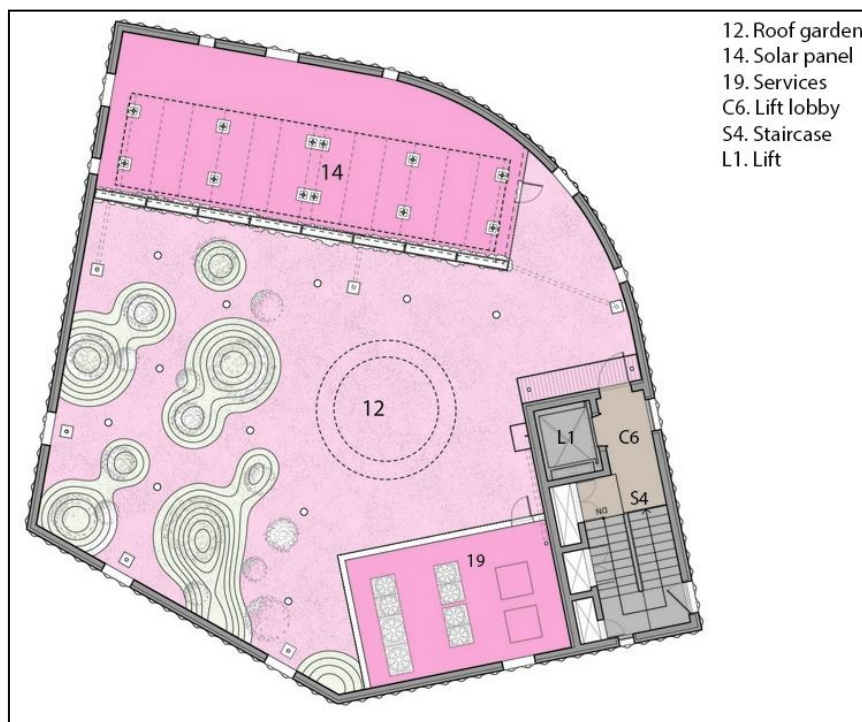 12. Roof garden
14. Solar panel
19. Services
C6. Lift lobby
S4. Staircase
L1. Lift
14
12
L1
C6
S4
DN
19